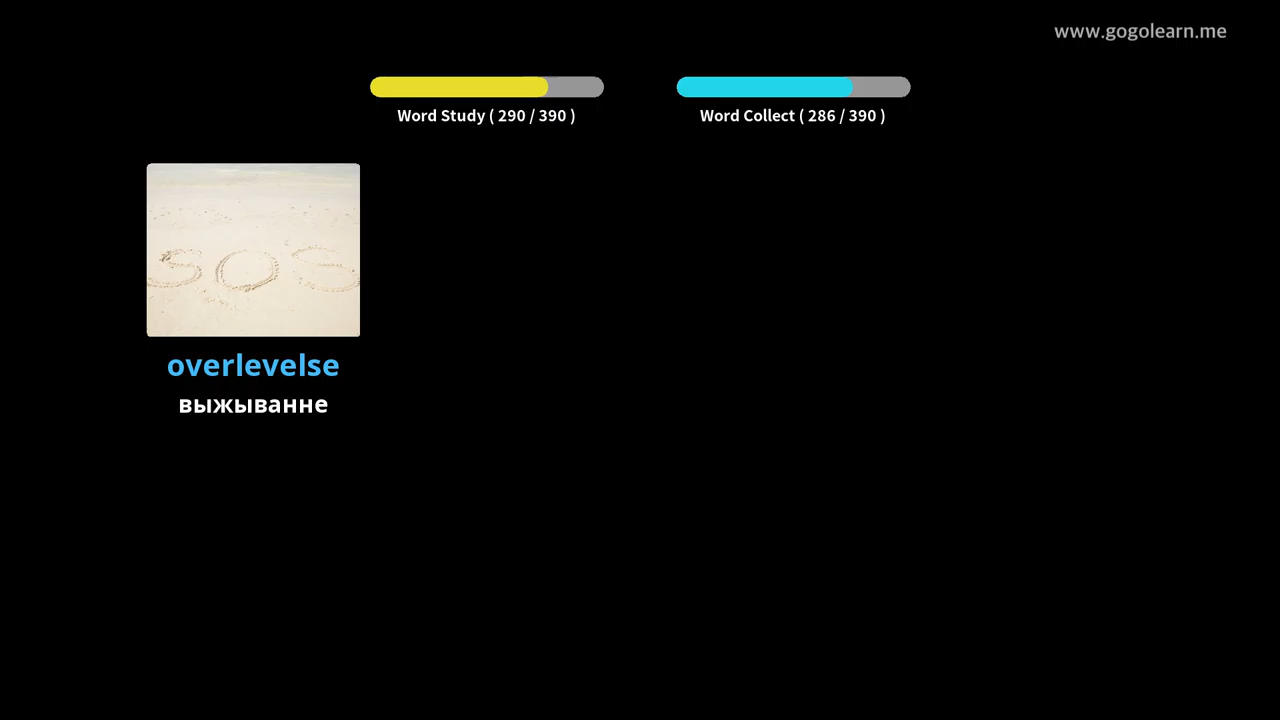 www.gogolearn.me
Word Study ( 290 / 390 )
Word Collect ( 286 / 390 )
SOS
overlevelse
выжыванне